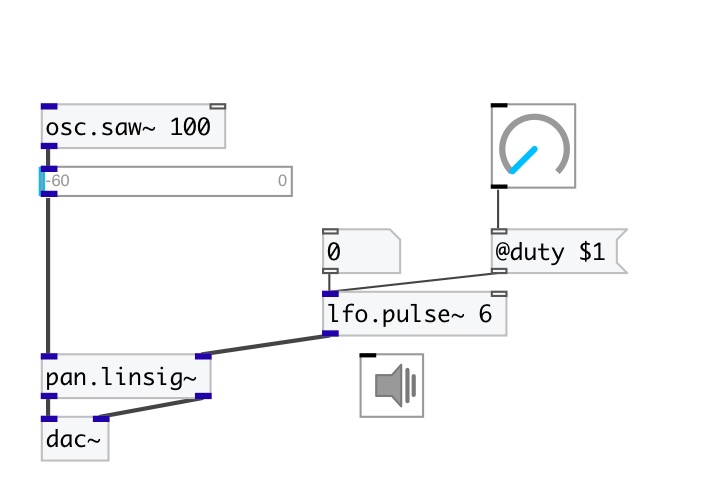 osc.saw~ 100
-60 0
0
@duty $1
lfo.pulse~ 6
pan.linsig~
dac~